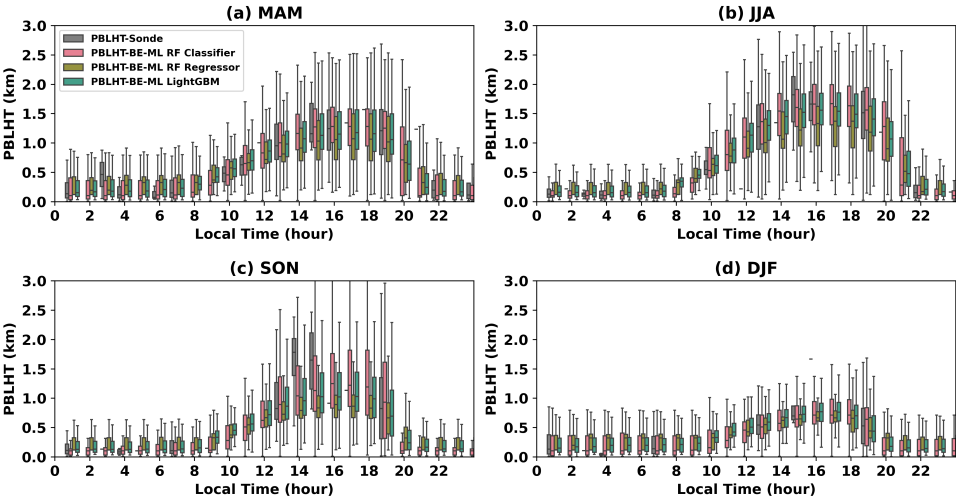 (a) MAM
(b) JJA
PBLHT (km)
3.0
2.5
2.0
1.5
1.0
0.5
0.0
PBLHT-Sonde
PBLHT-BE-ML RF Classifier
PBLHT-BE-ML RF Regressor
PBLHT-BE-ML LightGBM
0 2 4 6 8 10 12 14 16 18 20 22
Local Time (hour)
PBLHT (km)
3.0
2.5
2.0
1.5
1.0
0.5
0.0
0 2 4 6 8 10 12 14 16 18 20 22
Local Time (hour)
(c) SON
(d) DJF
PBLHT (km)
3.0
2.5
2.0
1.5
1.0
0.5
0.0
0 2 4 6 8 10 12 14 16 18 20 22
Local Time (hour)
PBLHT (km)
3.0
2.5
2.0
1.5
1.0
0.5
0.0
0 2 4 6 8 10 12 14 16 18 20 22
Local Time (hour)